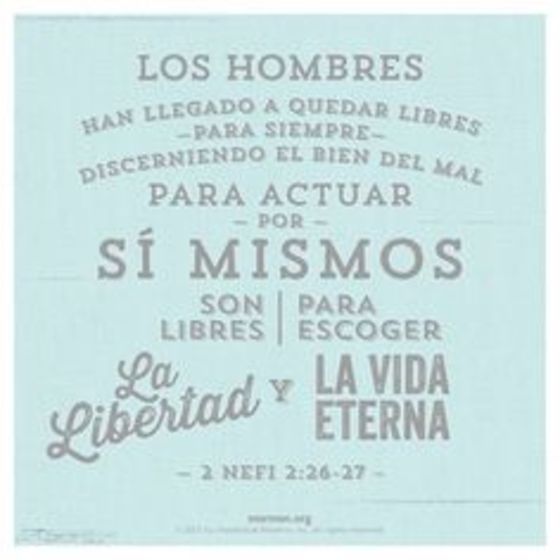 LOS HOMBRES
HAN LLEGADO A QUEDAR LIBRES
—PARA SIEMPRE—
DISCERNIENDO EL BIEN DEL MAL
PARA ACTUAR
— POR —
SÍ MISMOS
SON LIBRES | PARA ESCOGER
La Libertad Y LA VIDA ETERNA
— 2 NEFI 2:26-27 —
mormon.org